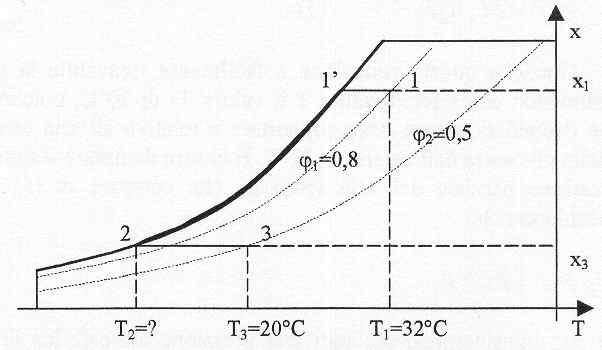 x
1' 1 x₁
φ₂=0,5
φ₁=0,8
2 3 x₃
T₂=? T₃=20°C T₁=32°C T